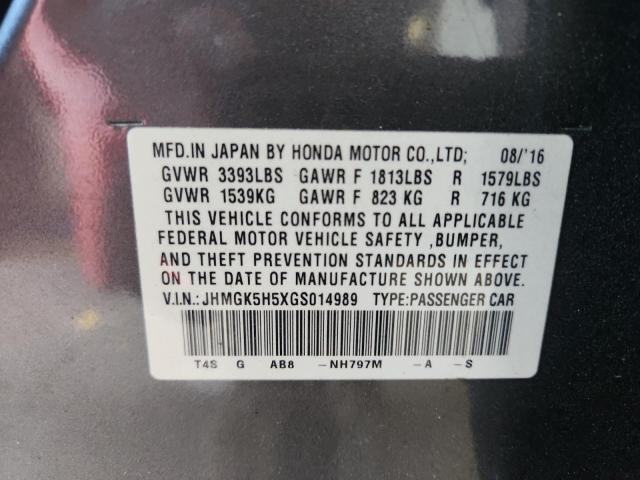 MFD.IN JAPAN BY HONDA MOTOR CO.,LTD; 08/'16
GVWR 3393LBS GAWR F 1813LBS R 1579LBS
GVWR 1539KG GAWR F 823 KG R 716 KG
THIS VEHICLE CONFORMS TO ALL APPLICABLE
FEDERAL MOTOR VEHICLE SAFETY ,BUMPER,
AND THEFT PREVENTION STANDARDS IN EFFECT
ON THE DATE OF MANUFACTURE SHOWN ABOVE.
V.I.N.: JHMGK5H5XGS014989 TYPE:PASSENGER CAR
T4S G AB8 -NH797M -A -S